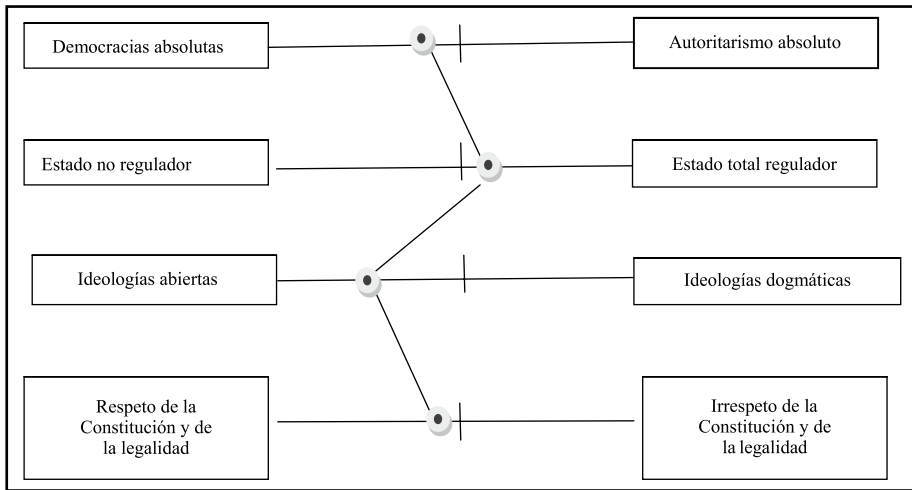 Democracias absolutas
Autoritarismo absoluto
Estado no regulador
Estado total regulador
Ideologías abiertas
Ideologías dogmáticas
Respeto de la
Constitución y de
la legalidad
Irrespeto de la
Constitución y de
la legalidad